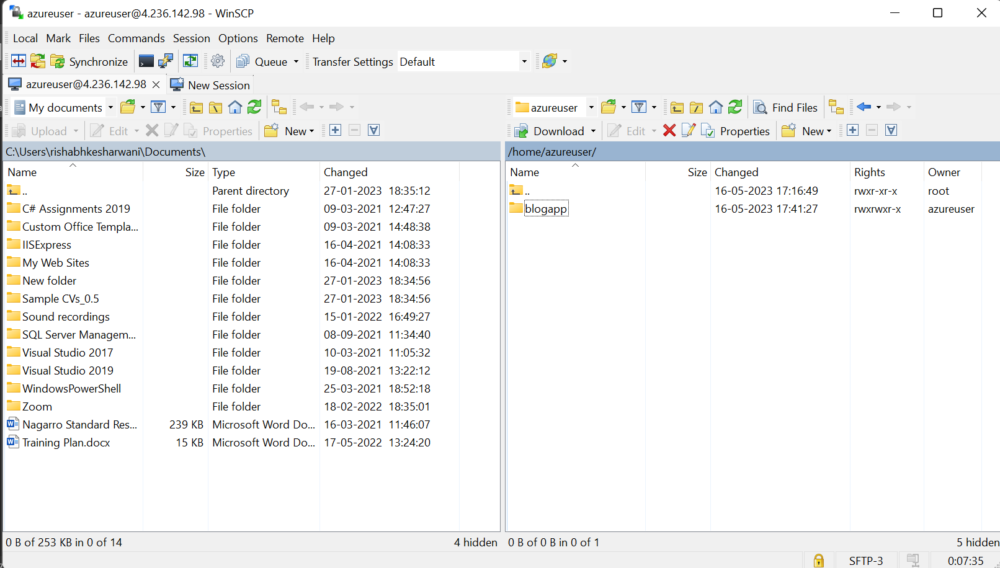 azureuser - azureuser@4.236.142.98 - WinSCP
Local Mark Files Commands Session Options Remote Help
Synchronize Queue Transfer Settings Default
azureuser@4.236.142.98 New Session
My documents
azureuser Find Files
Upload Edit Properties New
Download Edit Properties New
C:\Users\rishabhkesharwani\Documents\
Name Size Type Changed
.. Parent directory 27-01-2023 18:35:12
C# Assignments 2019 File folder 09-03-2021 12:47:27
Custom Office Templa... File folder 09-03-2021 14:48:38
IISExpress File folder 16-04-2021 14:08:33
My Web Sites File folder 16-04-2021 14:08:33
New folder File folder 27-01-2023 18:34:56
Sample CVs_0.5 File folder 27-01-2023 18:34:56
Sound recordings File folder 15-01-2022 16:49:27
SQL Server Managem... File folder 08-09-2021 11:34:40
Visual Studio 2017 File folder 10-03-2021 11:05:32
Visual Studio 2019 File folder 19-08-2021 13:22:12
WindowsPowerShell File folder 25-03-2021 18:52:18
Zoom File folder 18-02-2022 18:35:01
Nagarro Standard Res... 239 KB Microsoft Word Do... 16-03-2021 11:46:07
Training Plan.docx 15 KB Microsoft Word Do... 17-05-2022 13:24:20
0 B of 253 KB in 0 of 14 4 hidden
/home/azureuser/
Name Size Changed Rights Owner
.. 16-05-2023 17:16:49 rwxr-xr-x root
blogapp 16-05-2023 17:41:27 rwxrwxr-x azureuser
0 B of 0 B in 0 of 1 5 hidden
SFTP-3 0:07:35